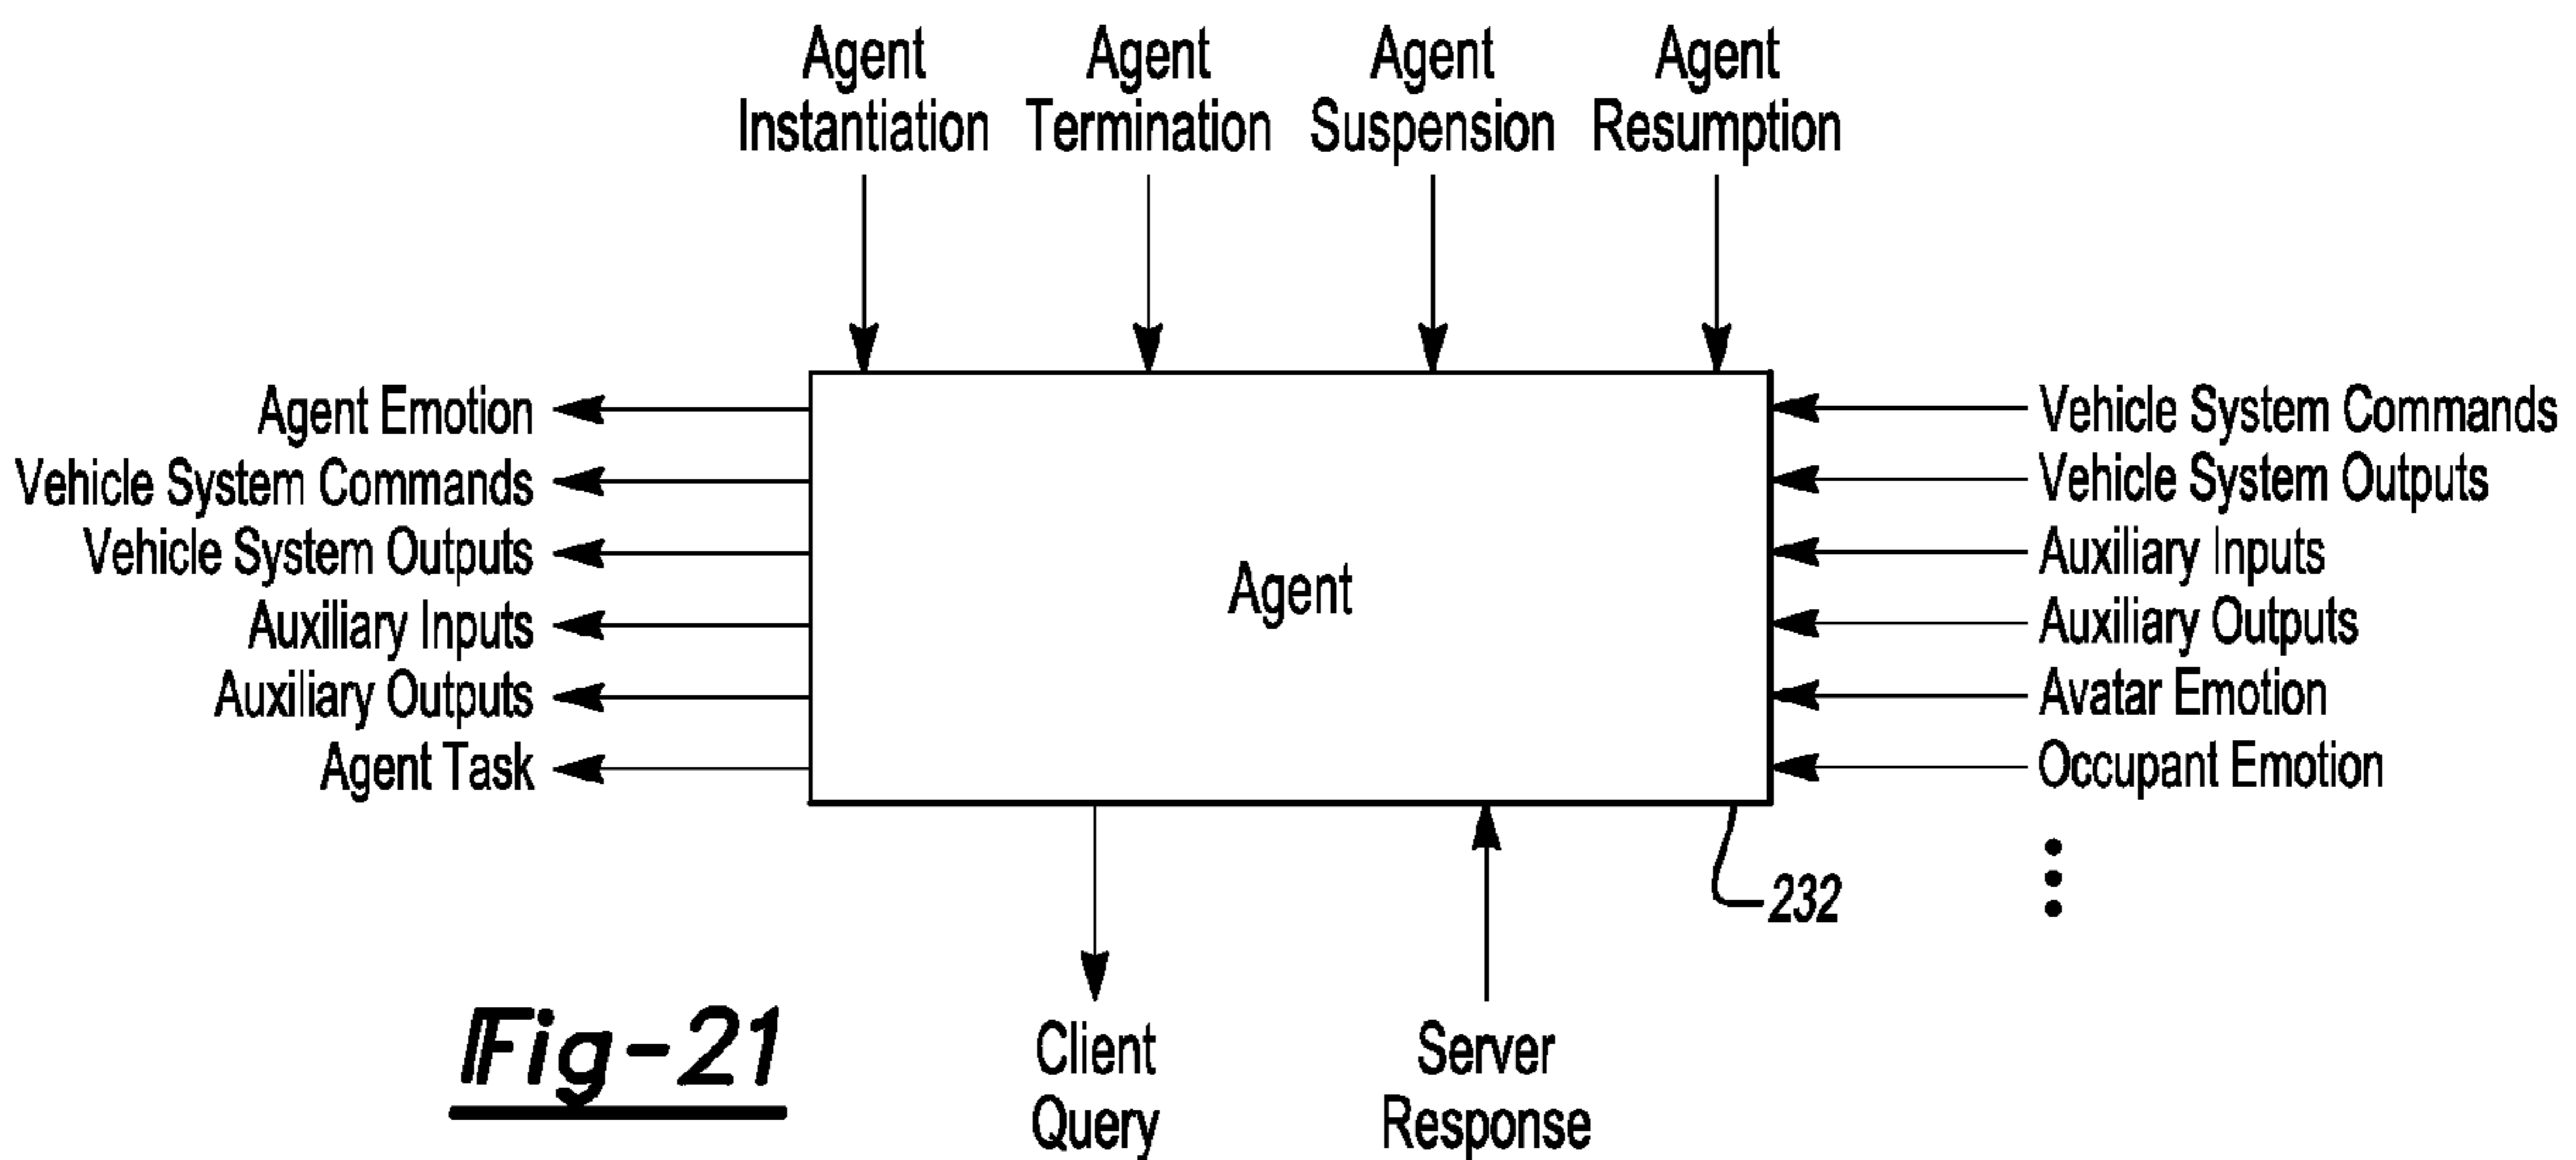 Agent Instantiation
Agent Termination
Agent Suspension
Agent Resumption
Agent Emotion
Vehicle System Commands
Vehicle System Outputs
Auxiliary Inputs
Auxiliary Outputs
Agent Task
Agent
Vehicle System Commands
Vehicle System Outputs
Auxiliary Inputs
Auxiliary Outputs
Avatar Emotion
Occupant Emotion
232
Client Query
Server Response
Fig-21